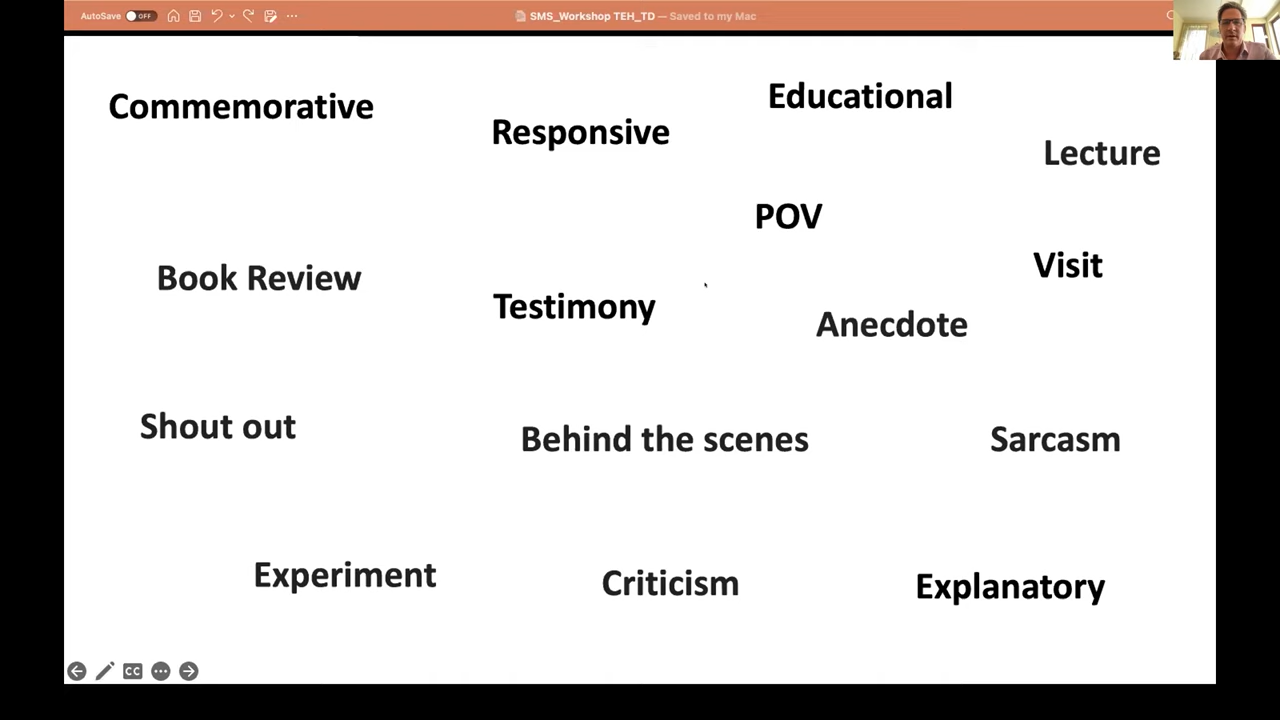 AutoSave OFF
SMS_Workshop TEH_TD — Saved to my Mac
Commemorative
Responsive
Educational
Lecture
POV
Book Review
Visit
Testimony
Anecdote
Shout out
Behind the scenes
Sarcasm
Experiment
Criticism
Explanatory
CC